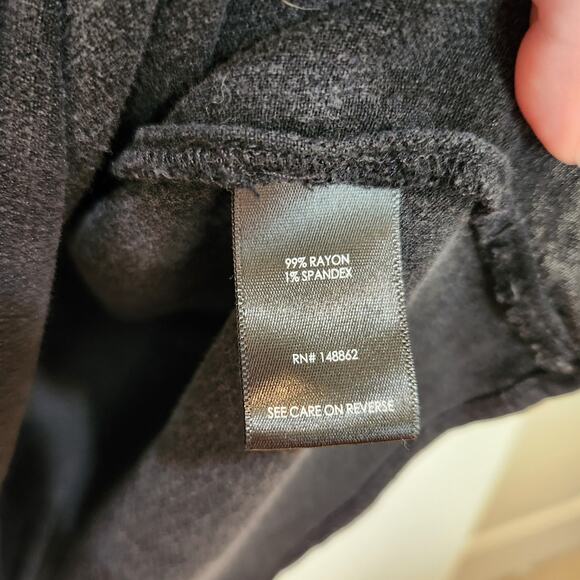 99% RAYON
1% SPANDEX
RN# 148862
SEE CARE ON REVERSE